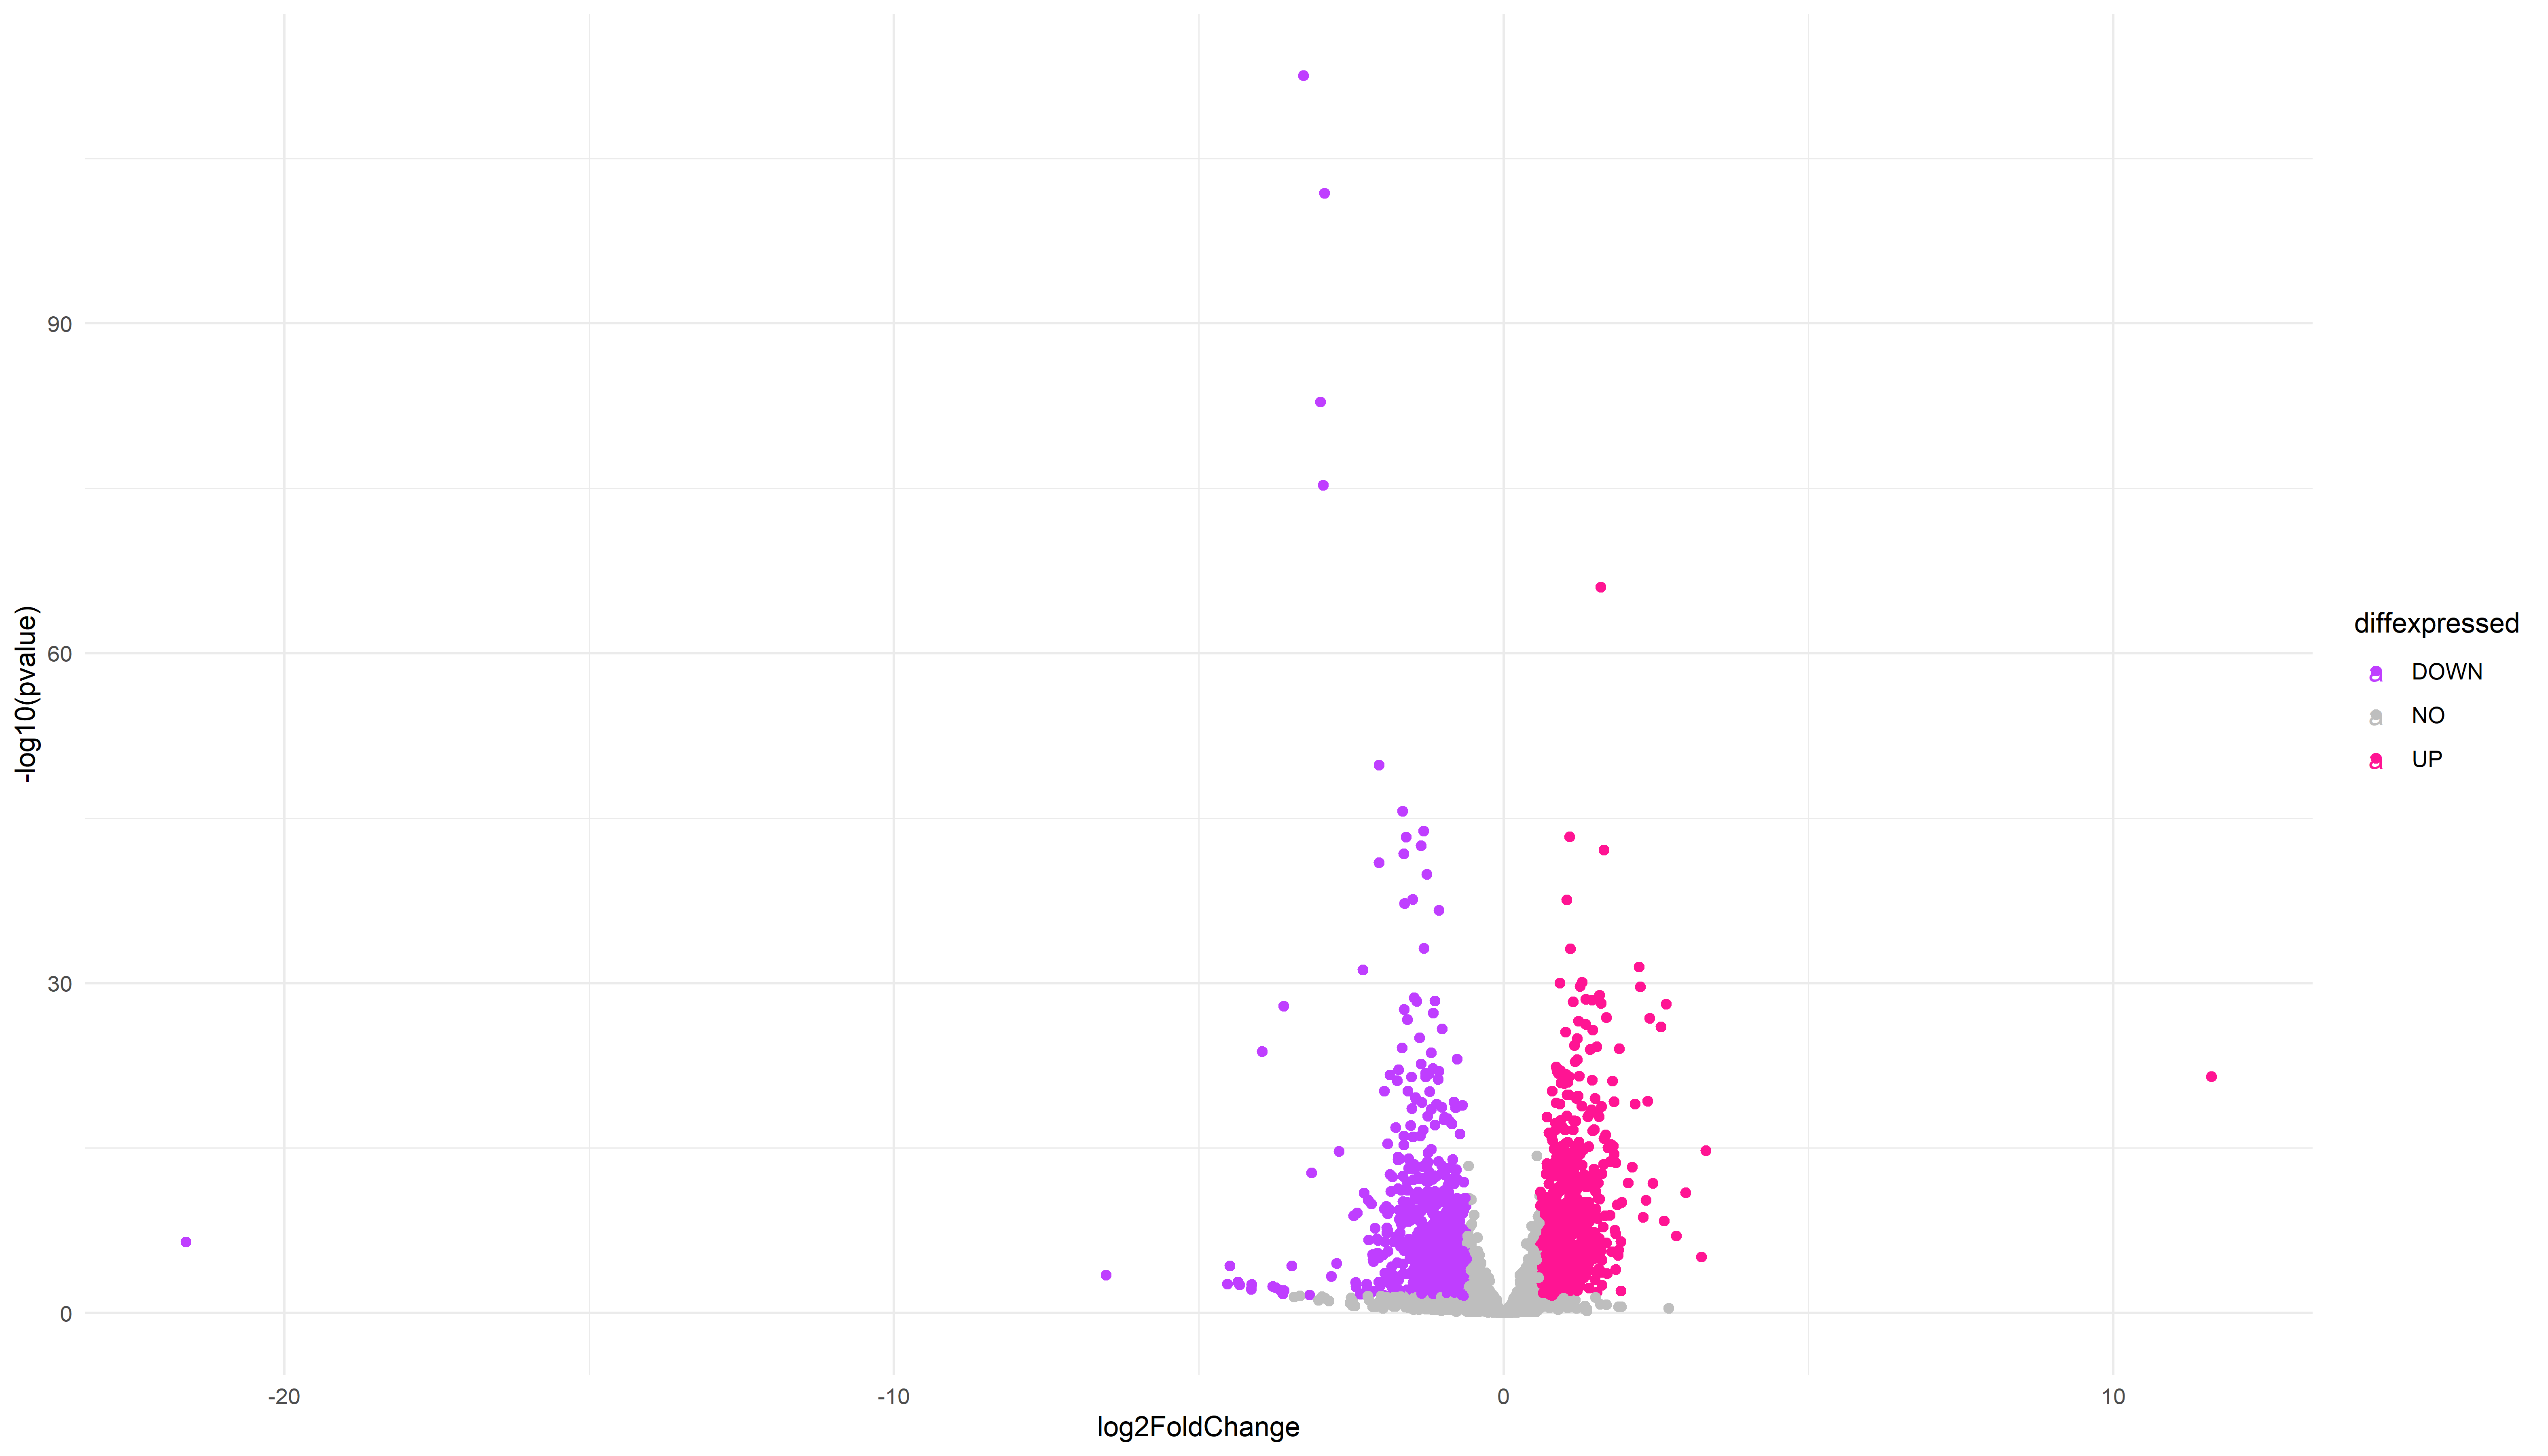 90
60
30
0
-log10(pvalue)
-20
-10
0
10
log2FoldChange
diffexpressed
a DOWN
a NO
a UP